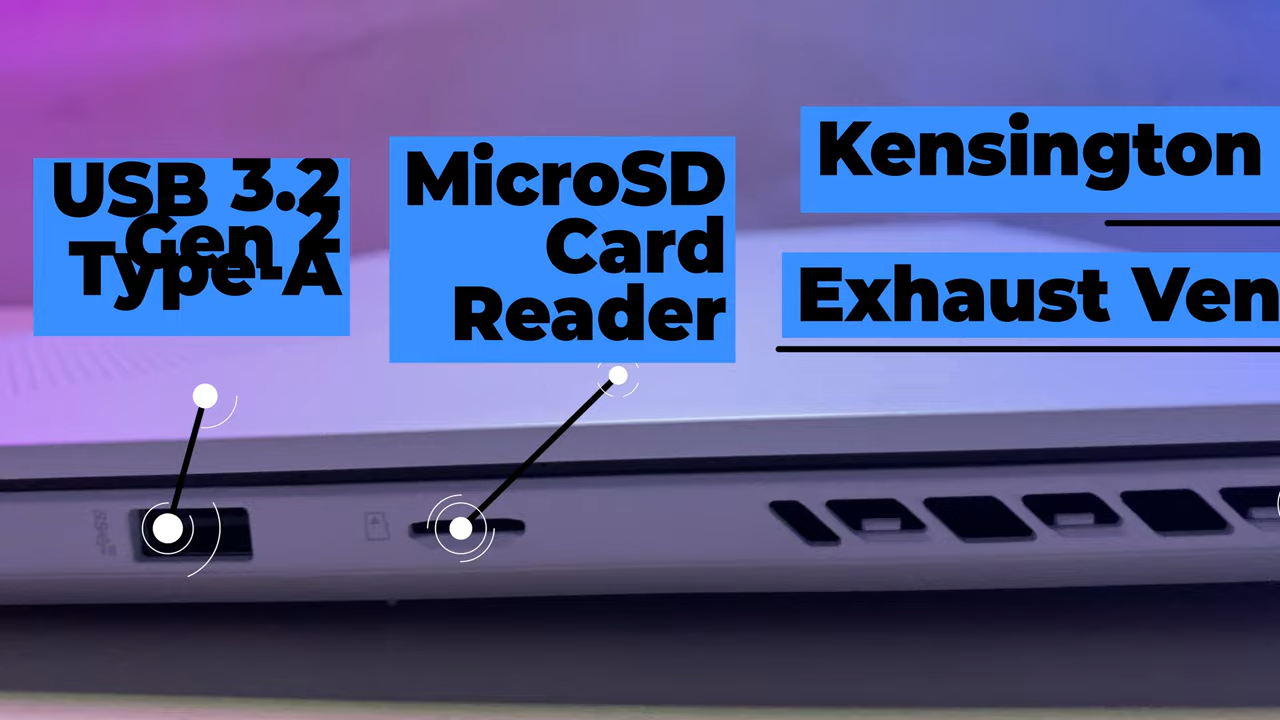 USB 3.2
Gen 2
Type-A
MicroSD
Card
Reader
Kensington
Exhaust Ven